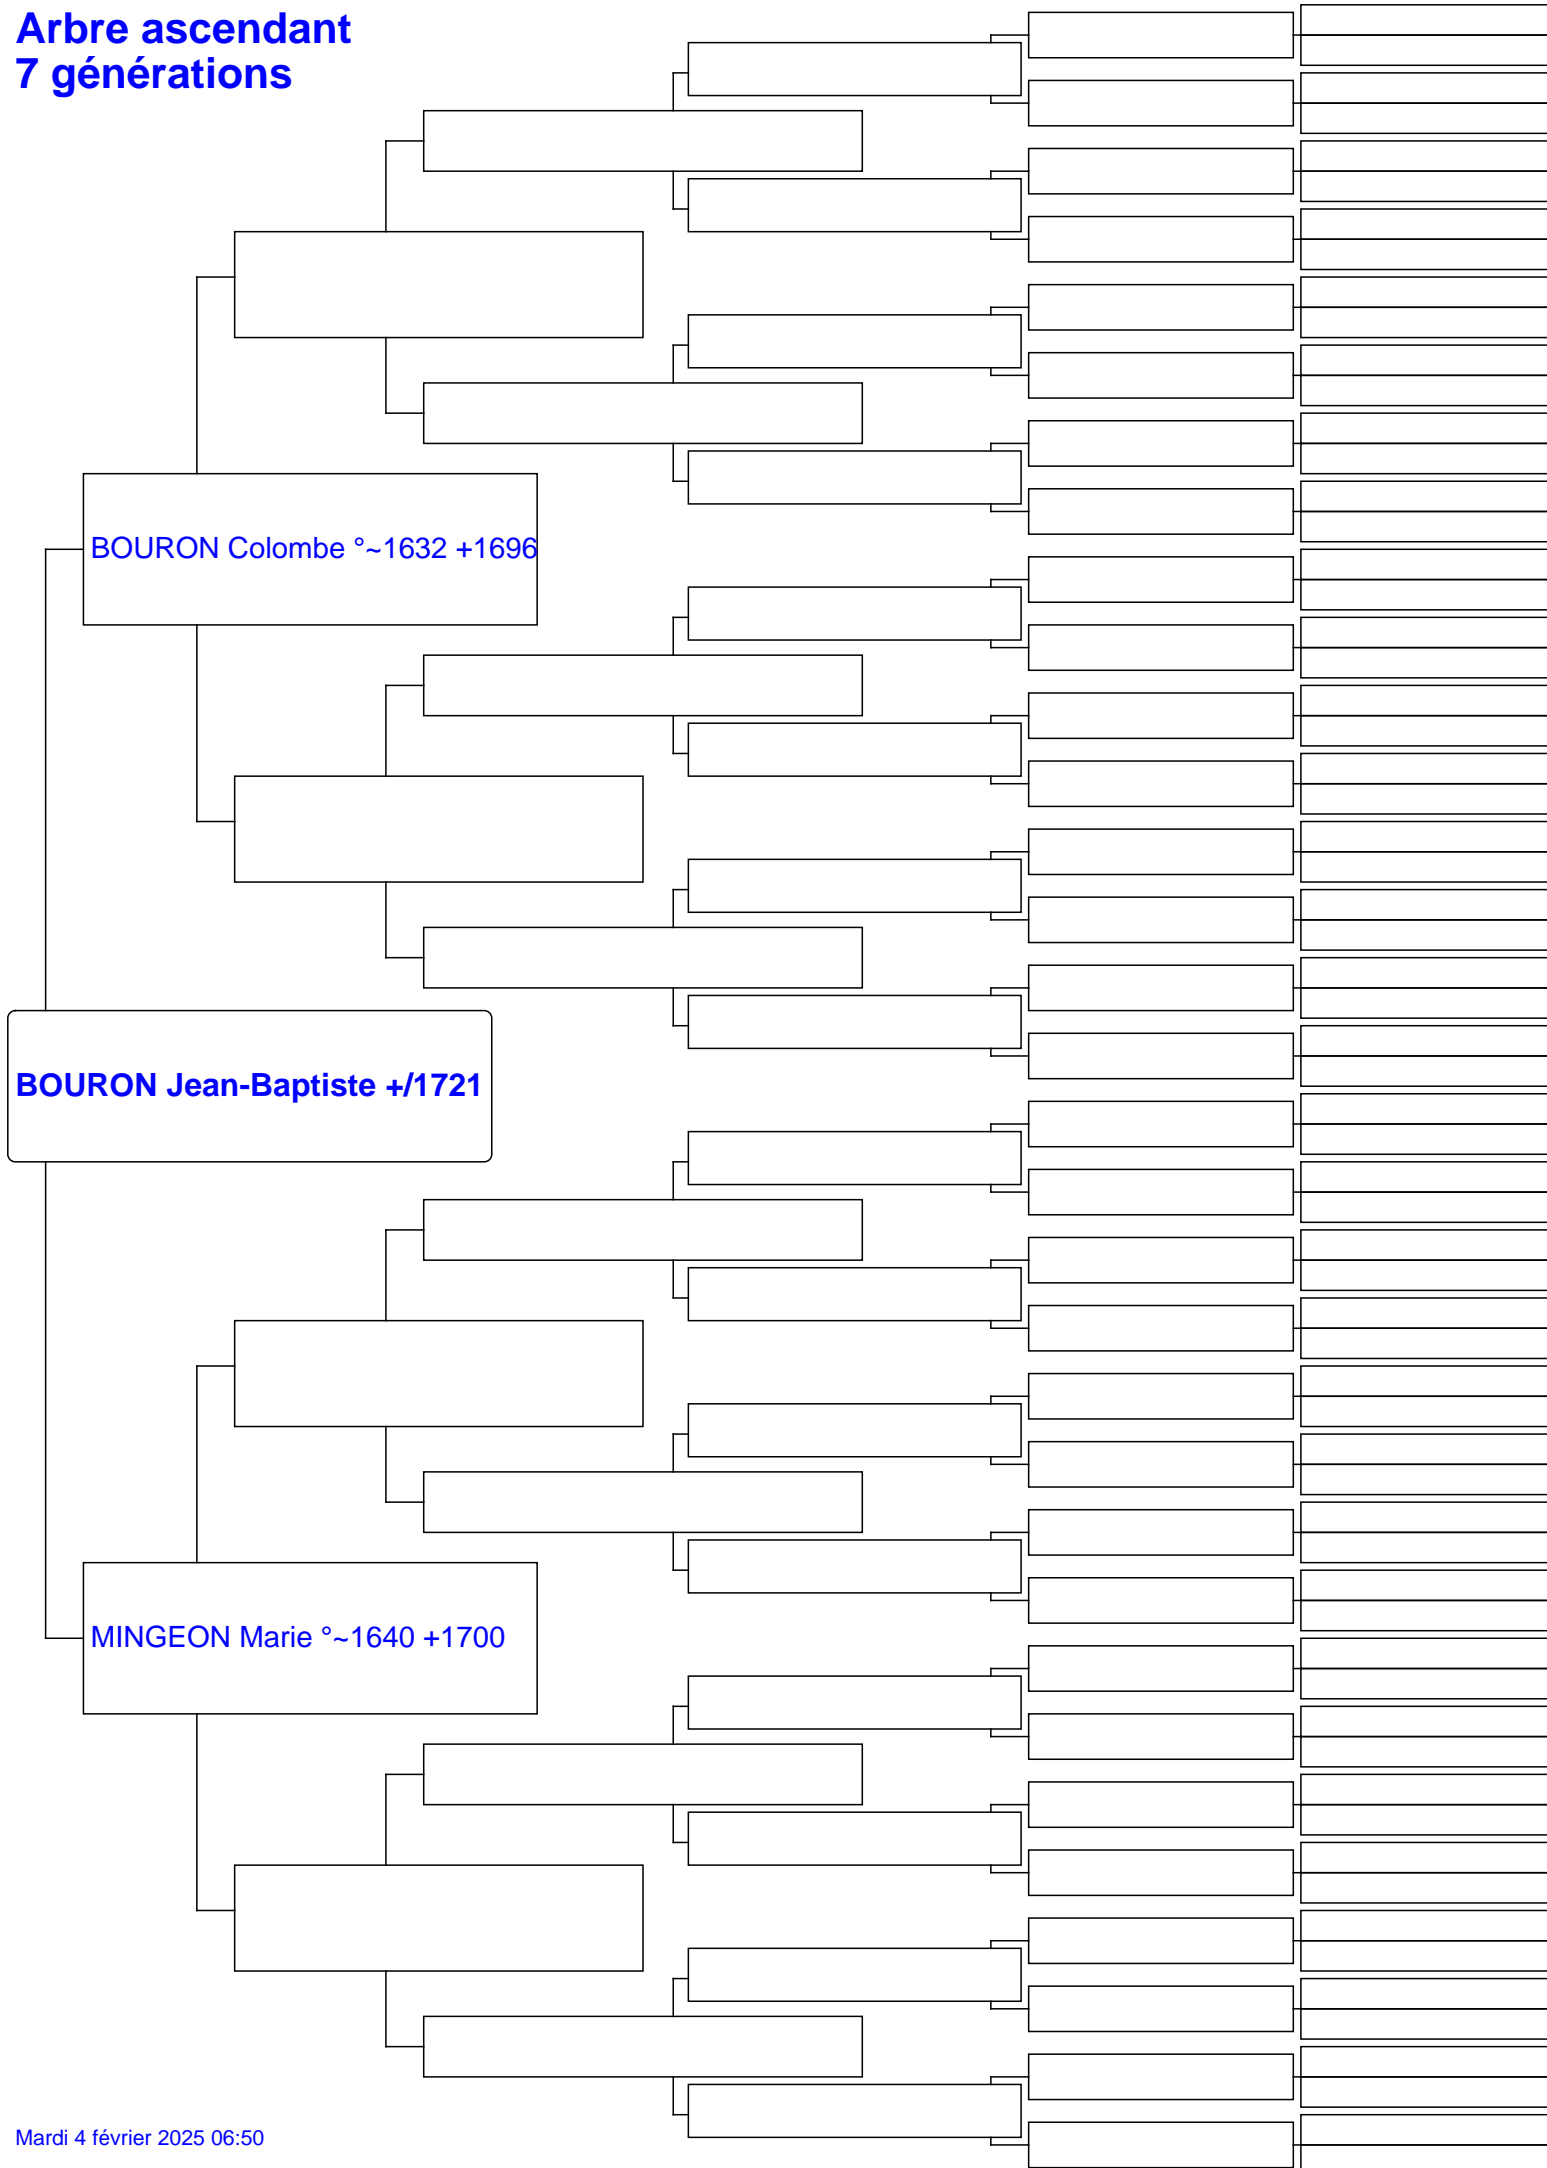 Arbre ascendant
7 générations
BOURON Colombe °~1632 +1696
BOURON Jean-Baptiste +/1721
MINGEON Marie °~1640 +1700
Mardi 4 février 2025 06:50